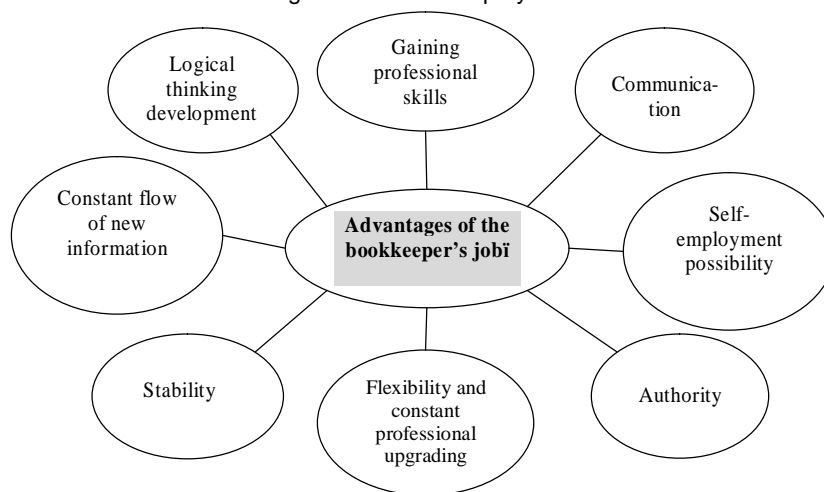 Gaining
professional
skills
Logical
thinking
development
Communica-
tion
Constant flow
of new
information
Advantages of the
bookkeeper's jobï
Self-
employment
possibility
Stability
Flexibility and
constant
professional
upgrading
Authority